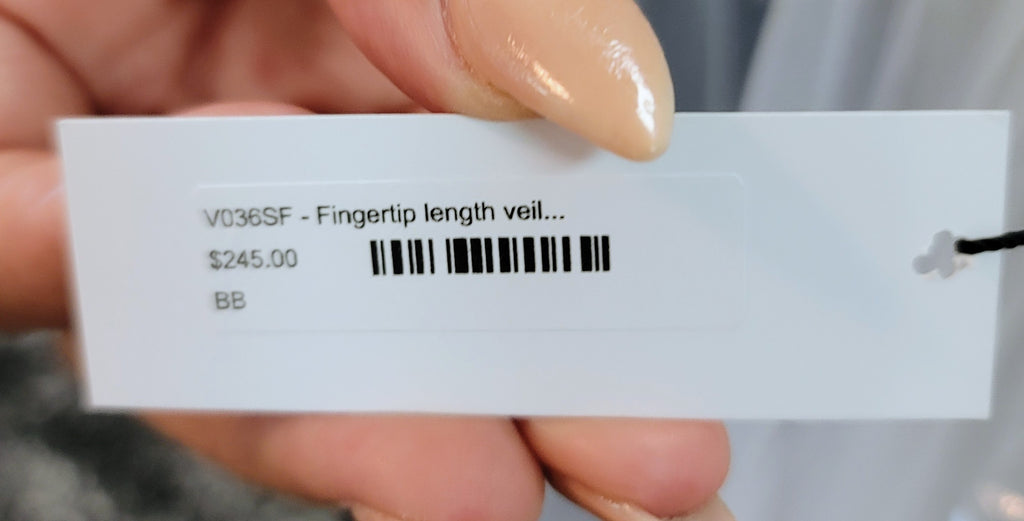 V036SF - Fingertip length veil...
$245.00
BB